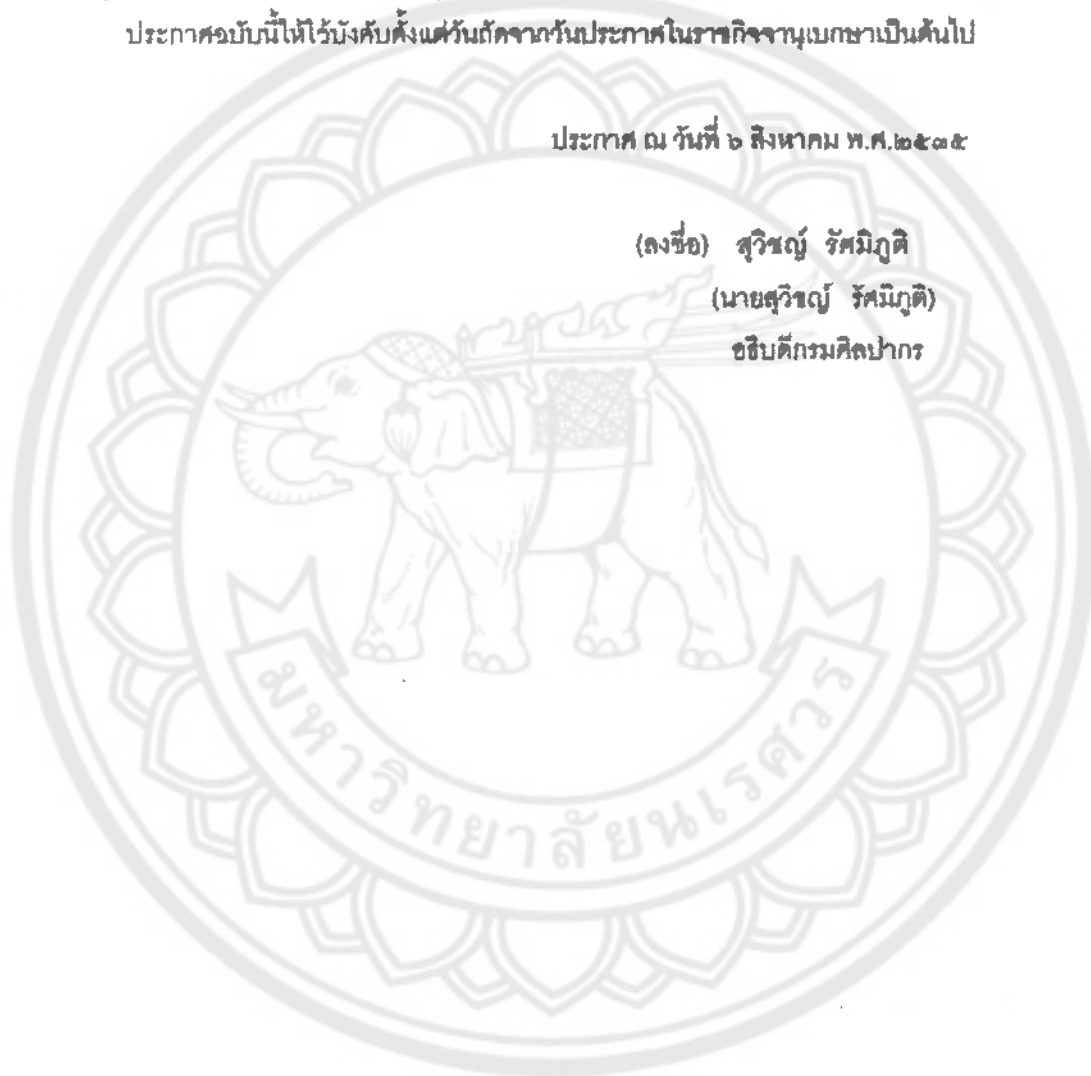 ประกาศฉบับนี้ให้ใช้บังคับตั้งแต่วันถัดจากวันประกาศในราชกิจจานุเบกษาเป็นต้นไป
ประกาศ ณ วันที่ ๖ สิงหาคม พ.ศ.๒๕๓๕
(ลงชื่อ) สุวิชญ์ รัศมิภูติ
(นายสุวิชญ์ รัศมิภูติ)
อธิบดีกรมศิลปากร
มหาวิทยาลัยนเรศวร